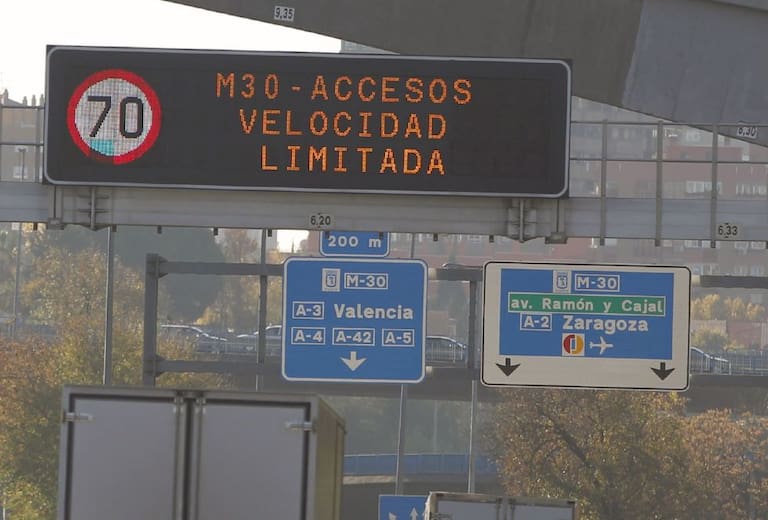 9,35
70
M30-ACCESOS
VELOCIDAD
LIMITADA
6,30
6,20
6,33
200 m
M-30
A-3 Valencia
A-4 A-42 A-5
M-30
av. Ramón y Cajal
A-2 Zaragoza